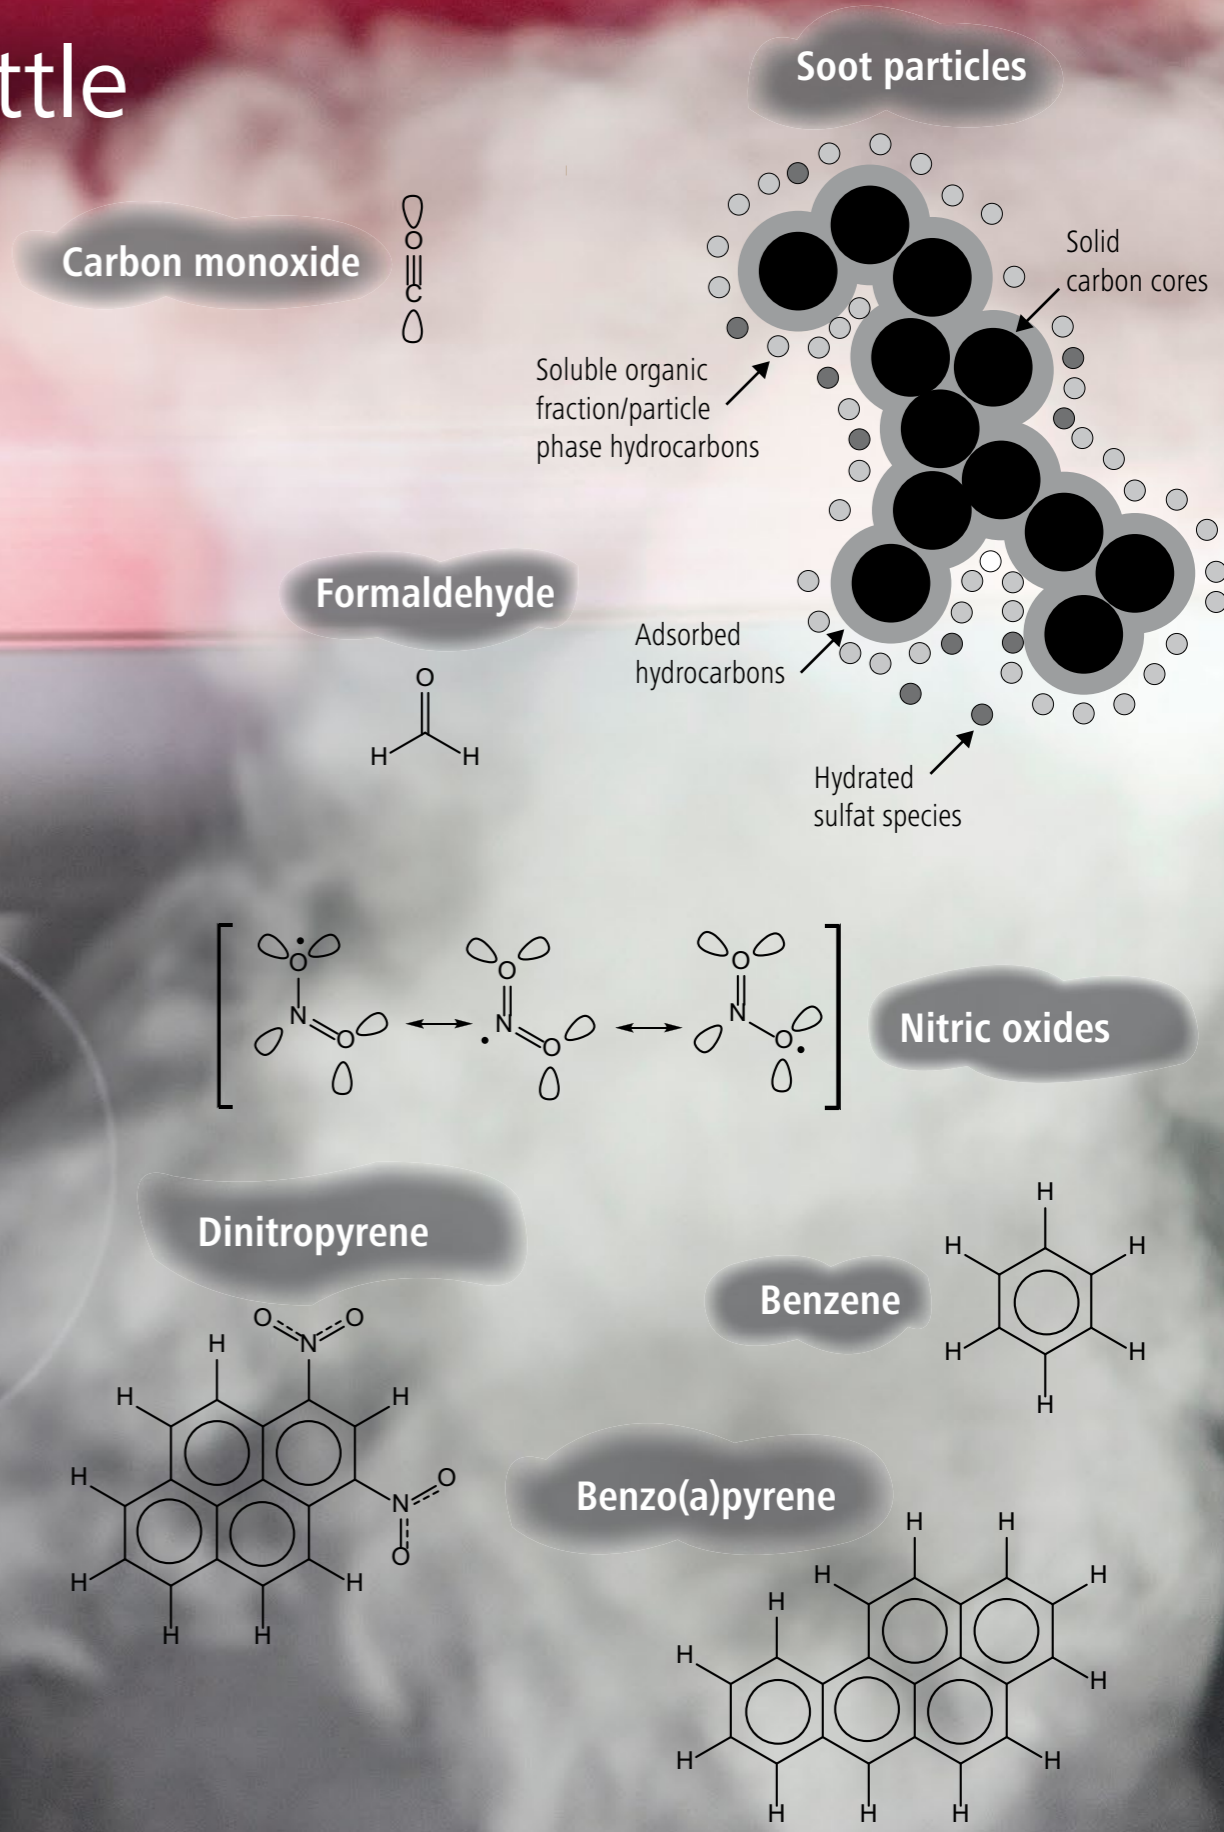 ttle
Soot particles
Carbon monoxide
O
C
Solid
carbon cores
Soluble organic
fraction/particle
phase hydrocarbons
Formaldehyde
O
H H
Adsorbed
hydrocarbons
Hydrated
sulfat species
O O O
N O N O N O
Nitric oxides
Dinitropyrene
Benzene
H
H H
H H
H
O O
N
H
H H
H
N O
O
H H
H H
Benzo(a)pyrene
H H
H H
H
H
H
H H
H H H